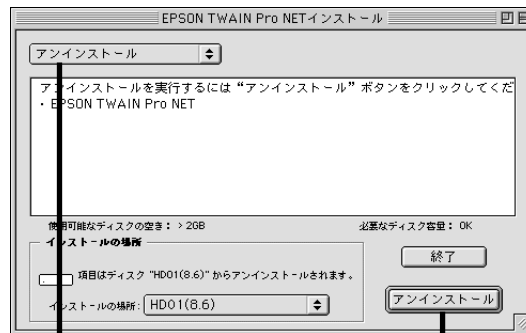 EPSON TWAIN Pro NETインストール
アンインストール
アンインストールを実行するには“アンインストール”ボタンをクリックしてくだ
・EPSON TWAIN Pro NET
使用可能なディスクの空き：>2GB
必要なディスク容量：OK
インストールの場所
項目はディスク "HD01(8.6)"からアンインストールされます。
終了
インストールの場所：HD01(8.6)
アンインストール